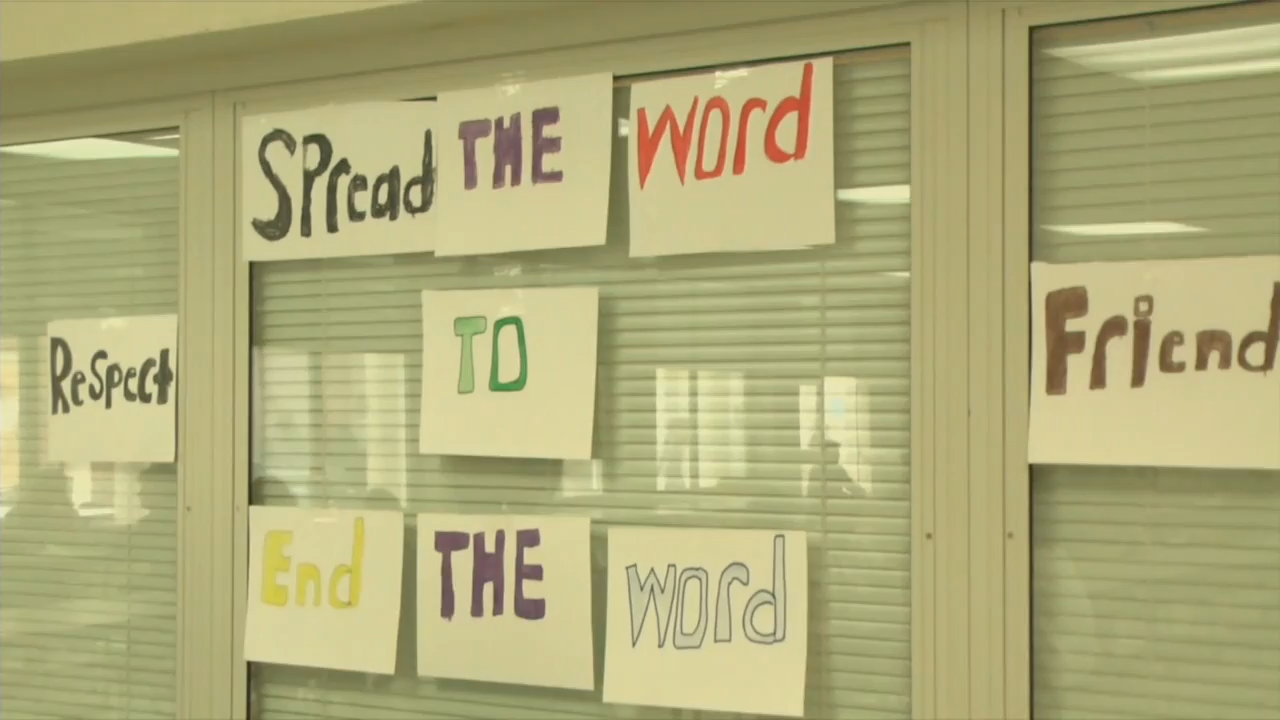 SPread THE Word
TO
End THE Word
Respect
Friend